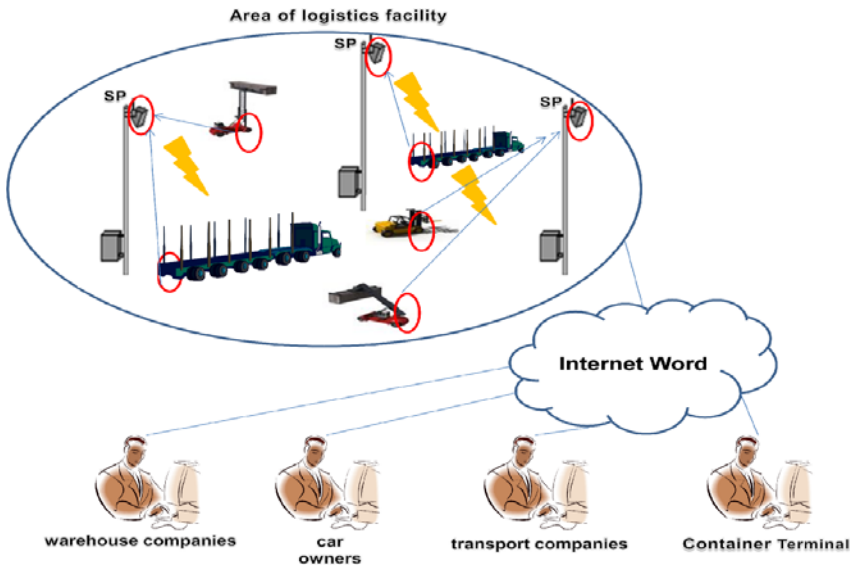 Area of logistics facility
SP
SP
SP
Internet Word
warehouse companies
car
owners
transport companies
Container Terminal